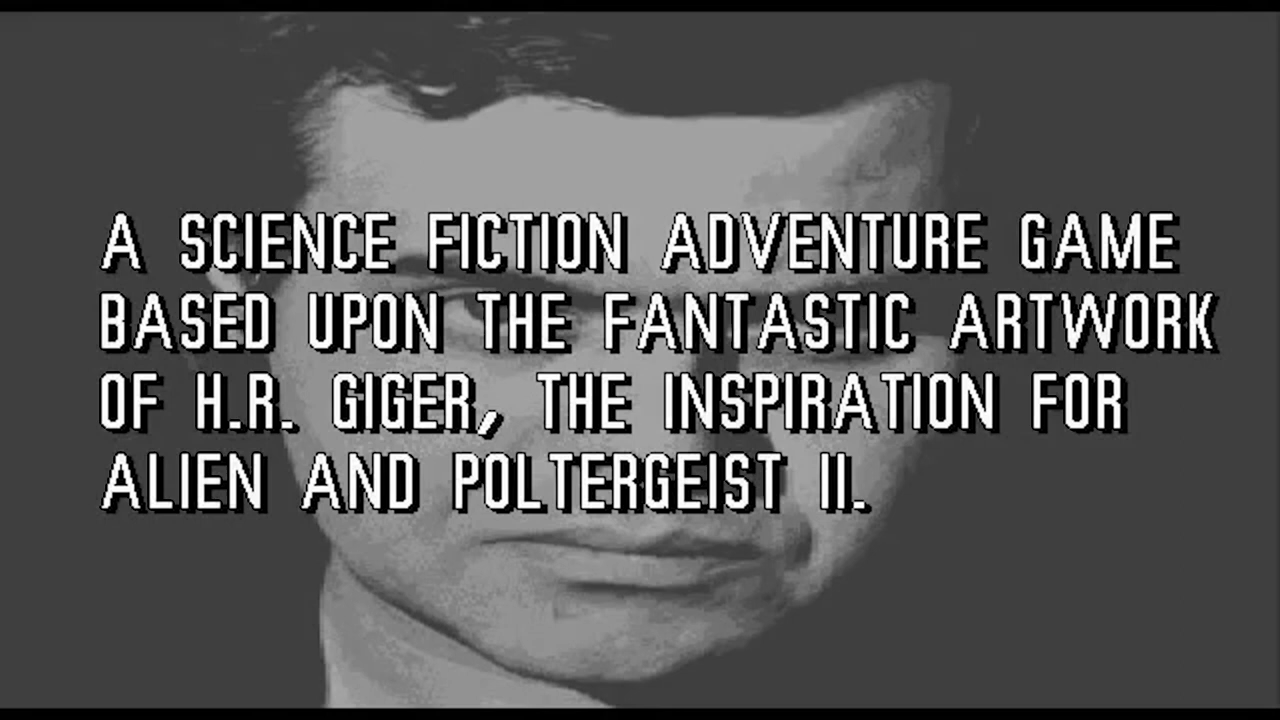 A SCIENCE FICTION ADVENTURE GAME
BASED UPON THE FANTASTIC ARTWORK
OF H.R. GIGER, THE INSPIRATION FOR
ALIEN AND POLTERGEIST II.